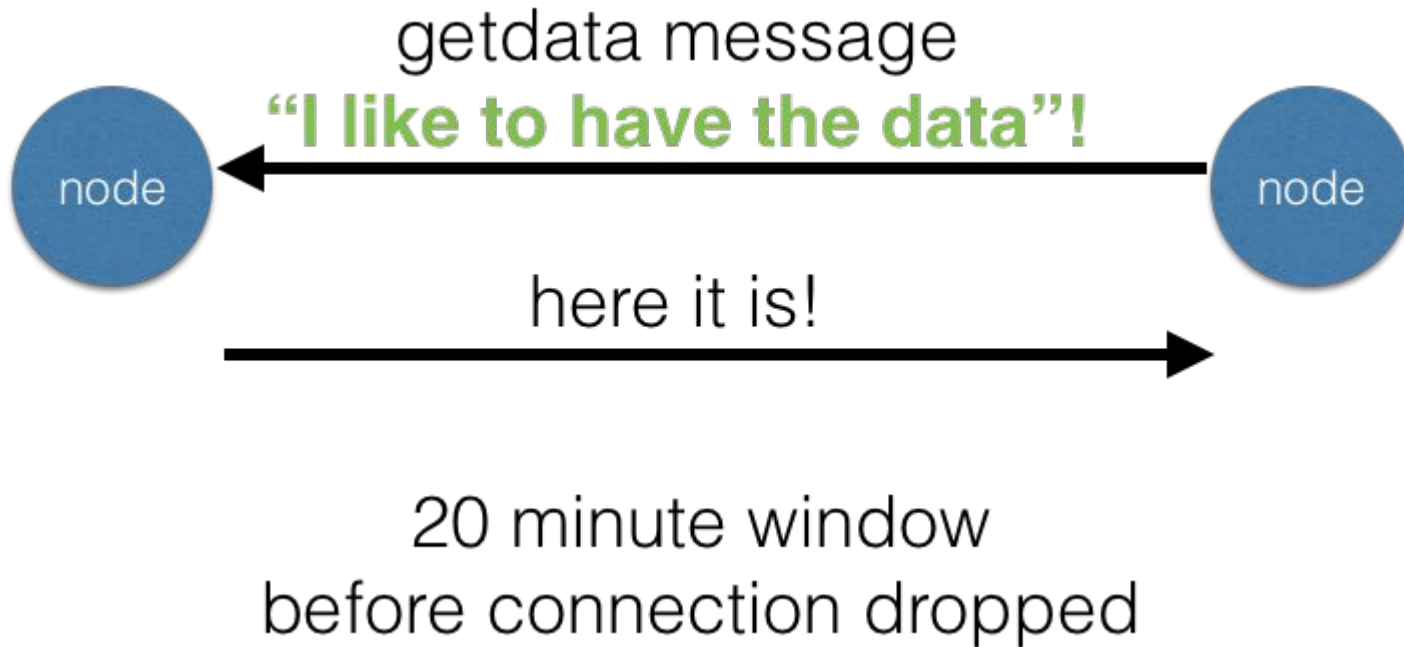 getdata message
“I like to have the data”!
node
node
here it is!
20 minute window
before connection dropped